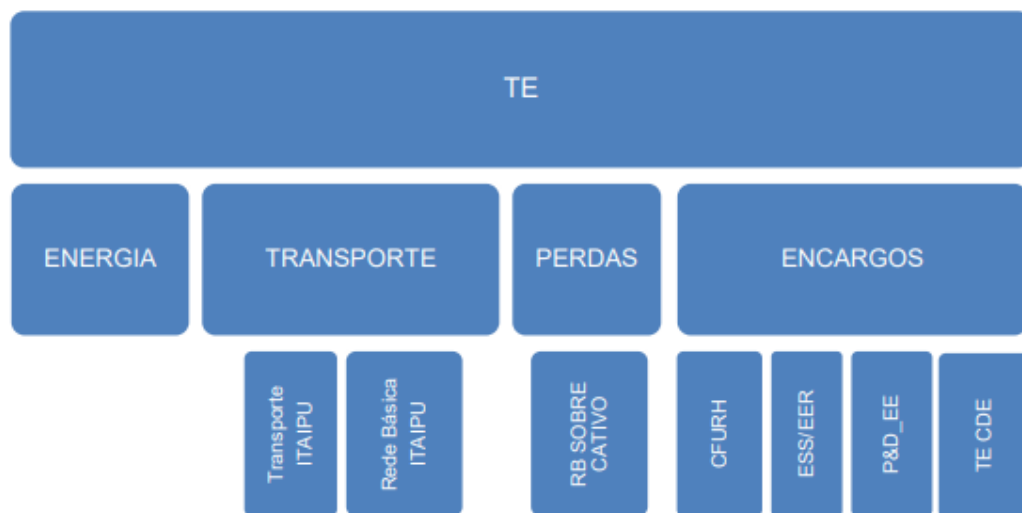 TE
ENERGIA
TRANSPORTE
PERDAS
ENCARGOS
Transporte
ITAIPU
Rede Básica
ITAIPU
RB SOBRE
CATIVO
CFURH
ESS/EER
P&D_EE
TE CDE